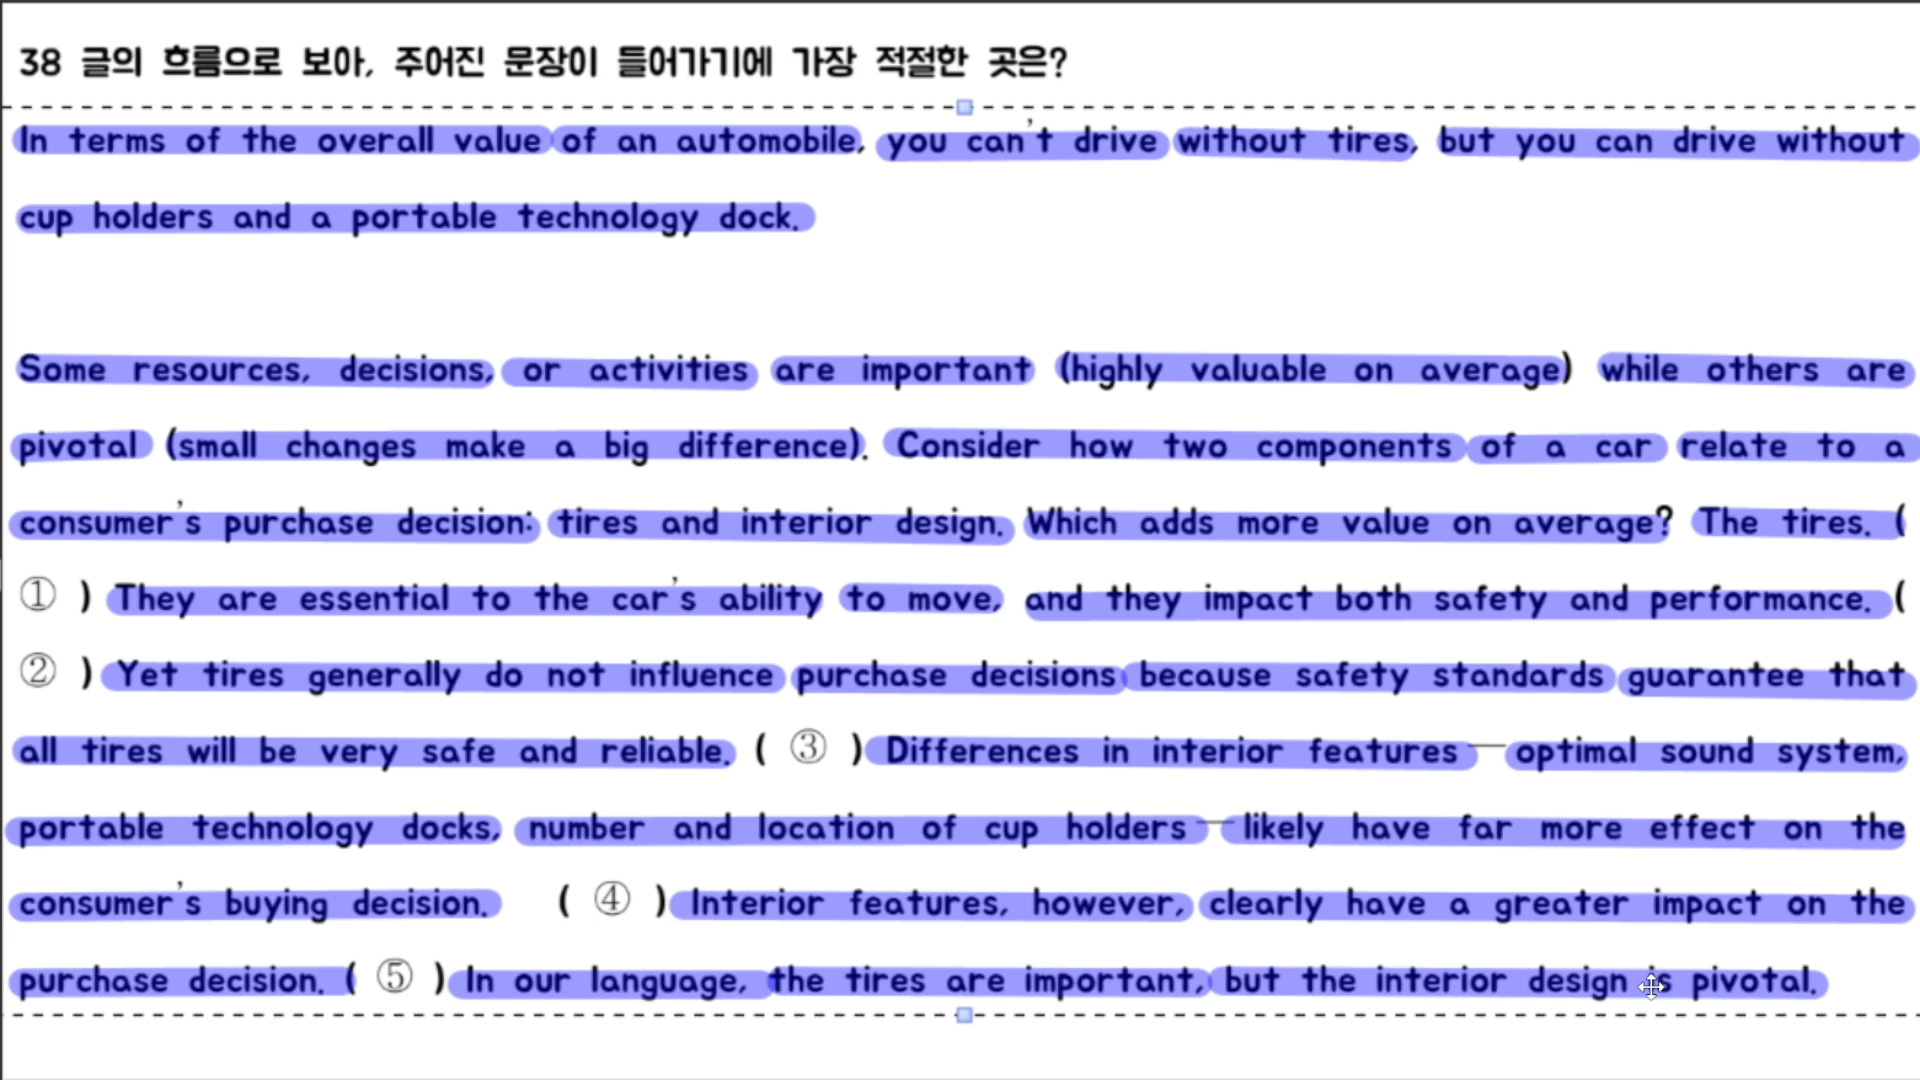 38 글의 흐름으로 보아, 주어진 문장이 들어가기에 가장 적절한 곳은?
In terms of the overall value of an automobile, you can't drive without tires, but you can drive without
cup holders and a portable technology dock.
Some resources, decisions, or activities are important (highly valuable on average) while others are
pivotal (small changes make a big difference). Consider how two components of a car relate to a
consumer's purchase decision: tires and interior design. Which adds more value on average? The tires. (
① ) They are essential to the car's ability to move, and they impact both safety and performance. (
② ) Yet tires generally do not influence purchase decisions because safety standards guarantee that
all tires will be very safe and reliable. ( ③ ) Differences in interior features — optimal sound system,
portable technology docks, number and location of cup holders — likely have far more effect on the
consumer's buying decision. ( ④ ) Interior features, however, clearly have a greater impact on the
purchase decision. ( ⑤ ) In our language, the tires are important, but the interior design is pivotal.